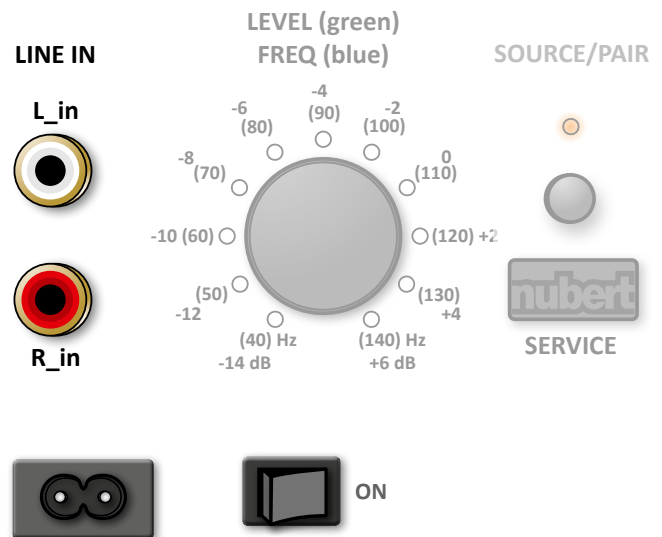 LEVEL (green)
FREQ (blue)
LINE IN
SOURCE/PAIR
L_in
-4
(90)
-6
(80)
-2
(100)
-8
(70)
0
(110)
-10 (60)
(120) +2
(50)
-12
(130)
+4
(40) Hz
-14 dB
(140) Hz
+6 dB
nubert
SERVICE
R_in
ON